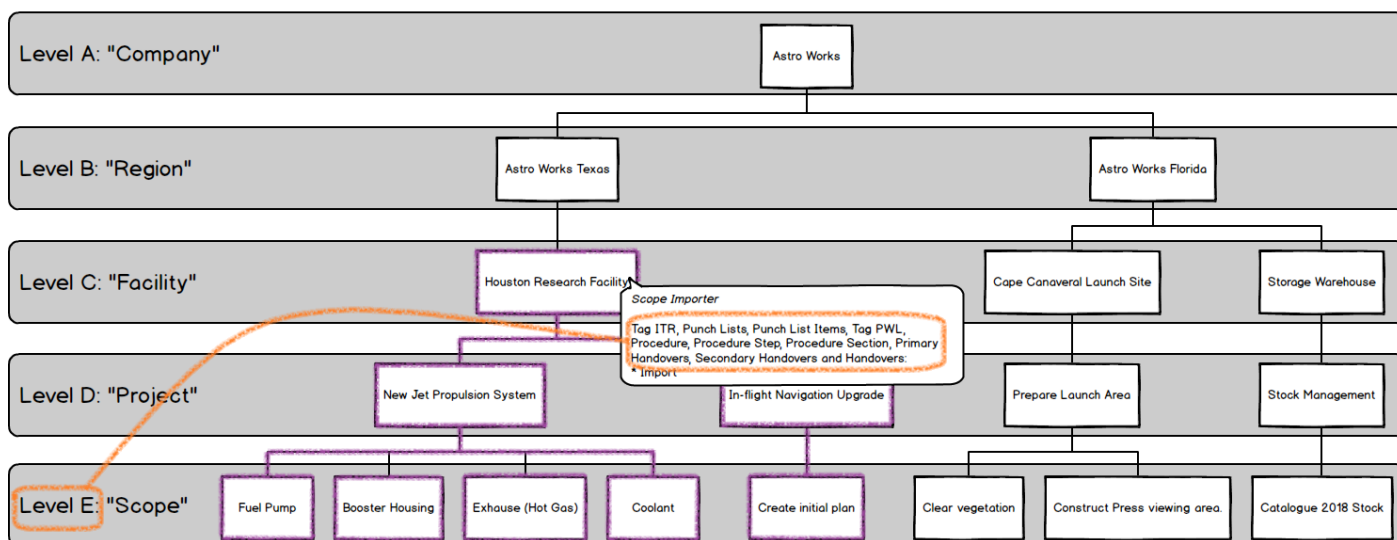 Level A: "Company"
Astro Works
Level B: "Region"
Astro Works Texas
Astro Works Florida
Level C: "Facility"
Houston Research Facility
Cape Canaveral Launch Site
Storage Warehouse
Scope Importer
Tag ITR, Punch Lists, Punch List Items, Tag PWL,
Procedure, Procedure Step, Procedure Section, Primary
Handovers, Secondary Handovers and Handovers:
* Import
Level D: "Project"
New Jet Propulsion System
In-flight Navigation Upgrade
Prepare Launch Area
Stock Management
Level E: "Scope"
Fuel Pump
Booster Housing
Exhause (Hot Gas)
Coolant
Create initial plan
Clear vegetation
Construct Press viewing area.
Catalogue 2018 Stock